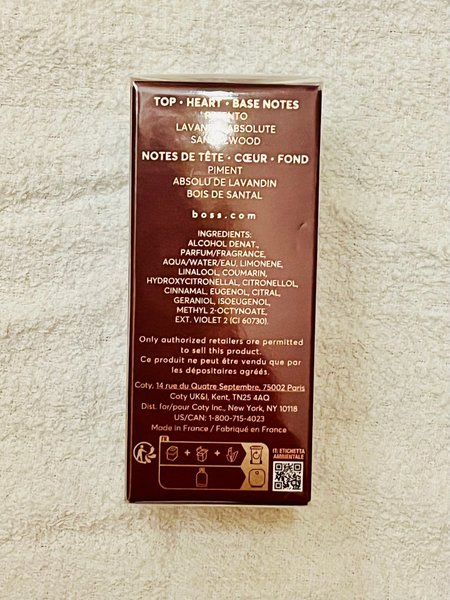 TOP • HEART • BASE NOTES
PIMENTO
ABSOLUTE
NOTES DE TÊTE • CŒUR • FOND
PIMENT
ABSOLU DE LAVANDIN
BOIS DE SANTAL
boss.com
INGREDIENTS:
ALCOHOL DENAT.,
PARFUM/FRAGRANCE,
AQUA/WATER/EAU, LIMONENE,
LINALOOL, COUMARIN,
HYDROXYCITRONELLAL, CITRONELLOL,
CINNAMAL, EUGENOL, CITRAL,
GERANIOL, ISOEUGENOL,
METHYL 2-OCTYNOATE,
EXT. VIOLET 2 (CI 60730).
Only authorized retailers are permitted
to sell this product.
Ce produit ne peut être vendu que par
les dépositaires agréés.
Coty, 14 rue du Quatre Septembre, 75002 Paris
Coty UK&I, Kent, TN25 4AQ
Dist. for/pour Coty Inc., New York, NY 10118
US/CAN: 1-800-715-4023
Made in France / Fabriqué en France
FR
IT: ETICHETTA
AMBIENTALE